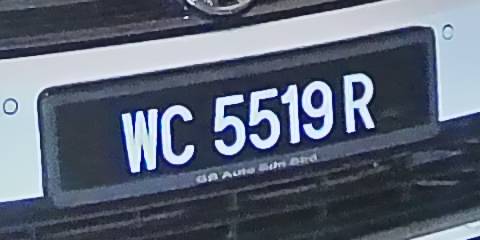 WC 5519 R
GB Auto Sdn Bhd